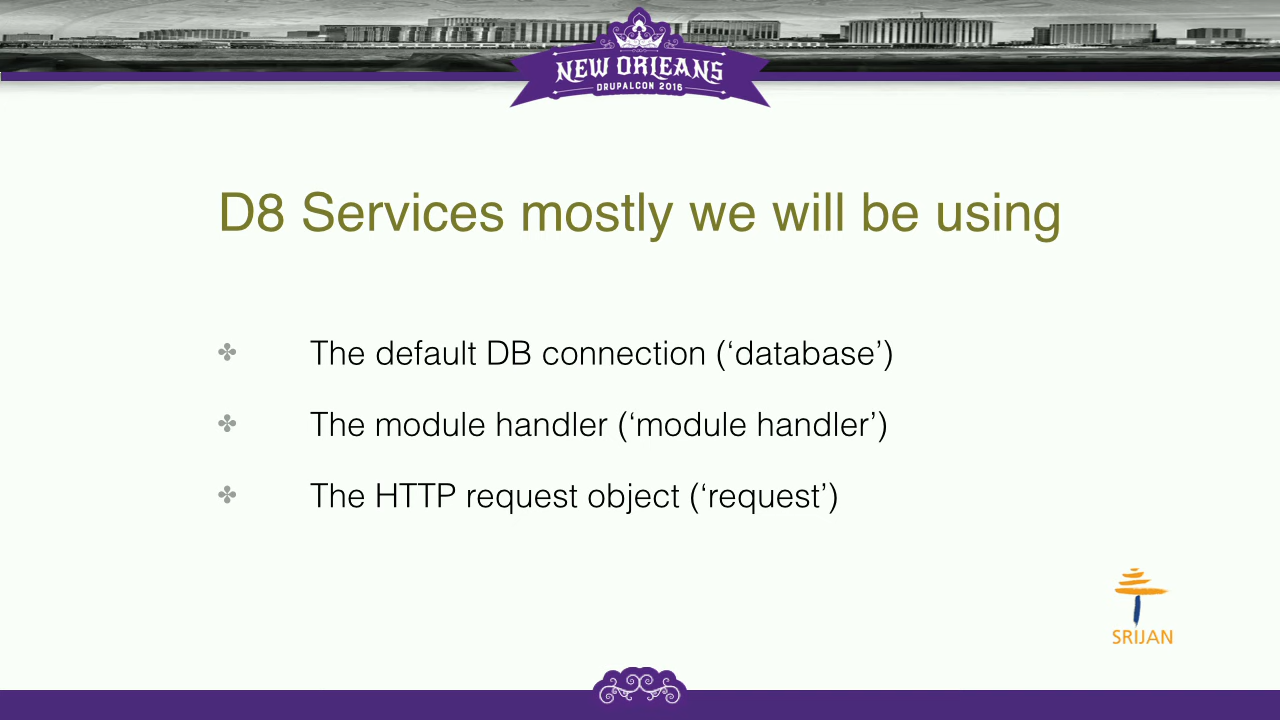 NEW ORLEANS
DRUPALCON 2016
D8 Services mostly we will be using
The default DB connection (‘database’)
The module handler (‘module handler’)
The HTTP request object (‘request’)
SRIJAN